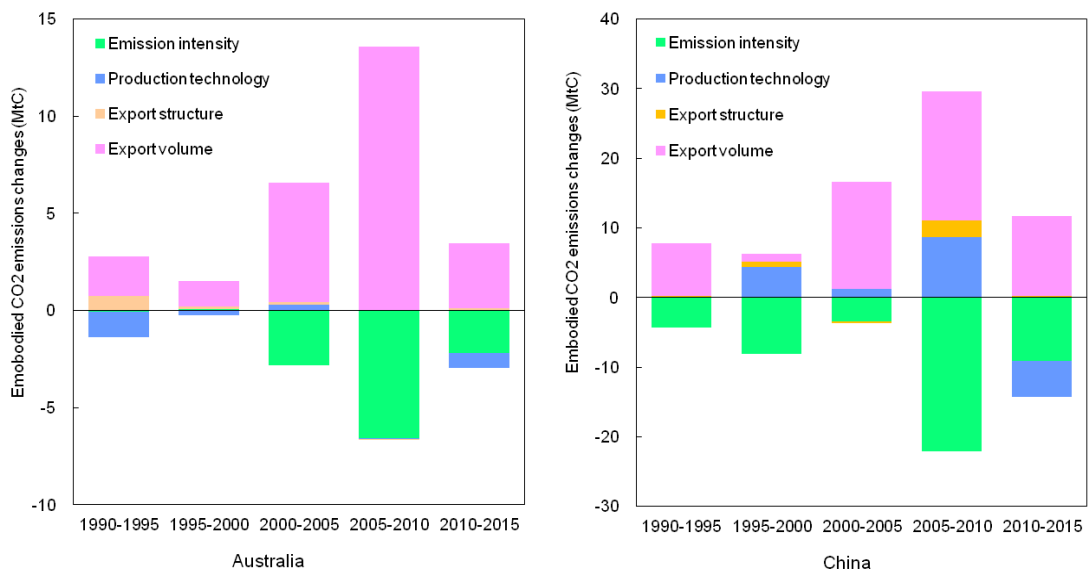 Emobodied CO2 emissions changes (MtC)
15
10
5
0
-5
-10
Emission intensity
Production technology
Export structure
Export volume
1990-1995 1995-2000 2000-2005 2005-2010 2010-2015
Australia
Embodied CO2 emissions changes (MtC)
40
30
20
10
0
-10
-20
-30
Emission intensity
Production technology
Export structure
Export volume
1990-1995 1995-2000 2000-2005 2005-2010 2010-2015
China